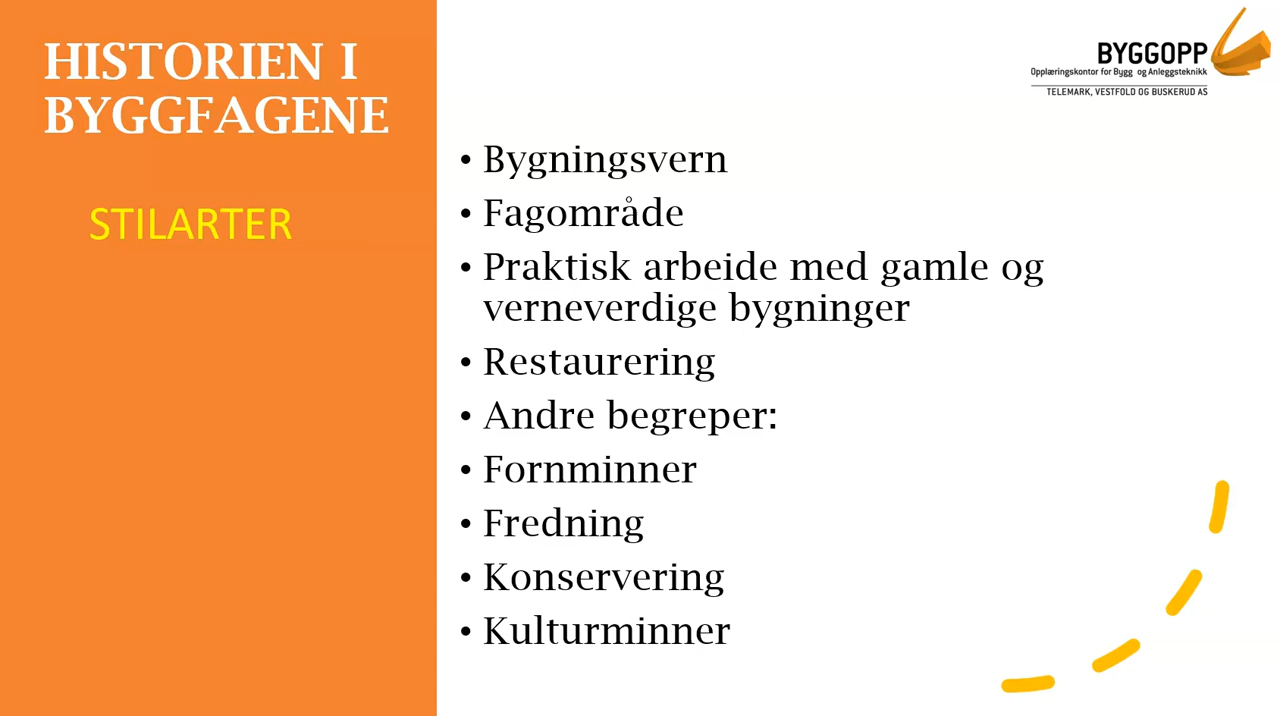 HISTORIEN I
BYGGFAGENE
STILARTER
BYGGOPP
Opplæringskontor for Bygg og Anleggsteknikk
TELEMARK, VESTFOLD OG BUSKERUD AS
• Bygningsvern
• Fagområde
• Praktisk arbeide med gamle og
verneverdige bygninger
• Restaurering
• Andre begreper:
• Fornminner
• Fredning
• Konservering
• Kulturminner